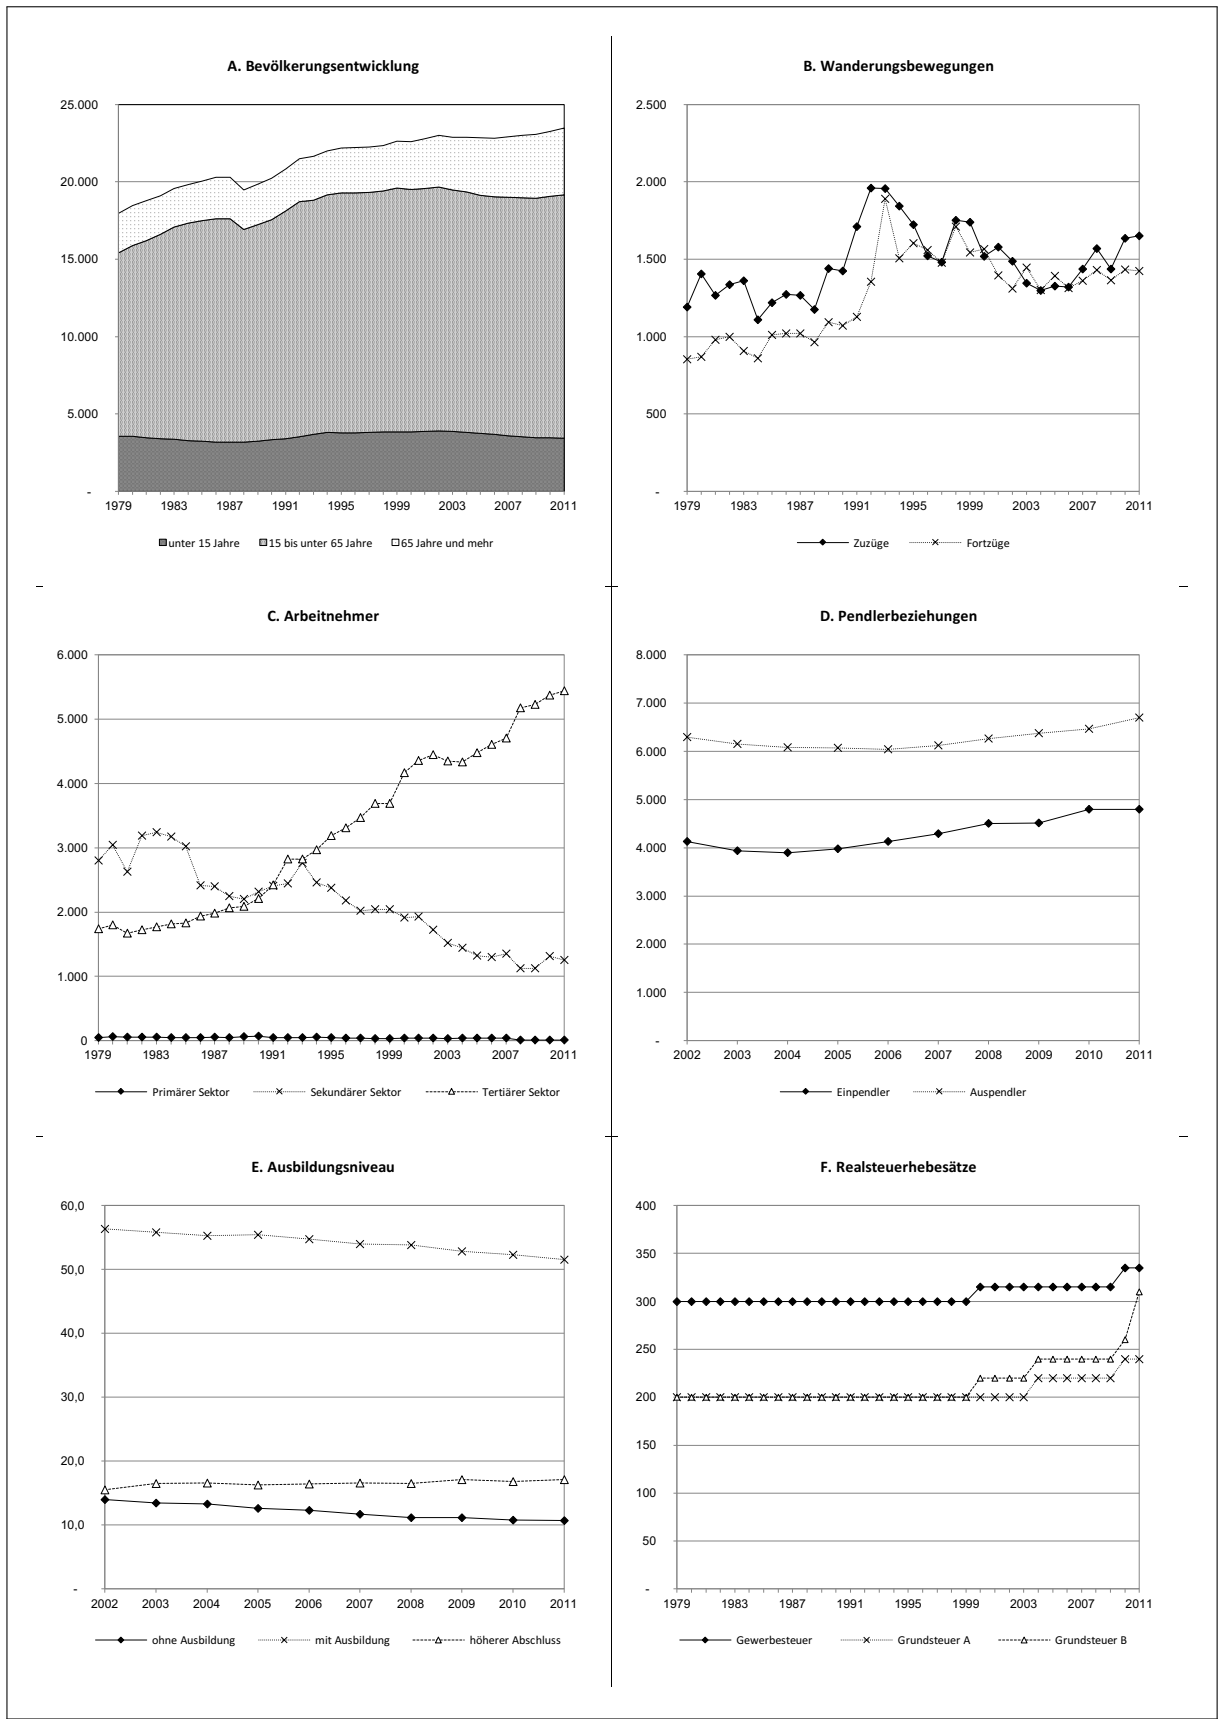 A. Bevölkerungsentwicklung
25.000
20.000
15.000
10.000
5.000
-
1979 1983 1987 1991 1995 1999 2003 2007 2011
unter 15 Jahre 15 bis unter 65 Jahre 65 Jahre und mehr
B. Wanderungsbewegungen
2.500
2.000
1.500
1.000
500
-
1979 1983 1987 1991 1995 1999 2003 2007 2011
Zuzüge Fortzüge
C. Arbeitnehmer
6.000
5.000
4.000
3.000
2.000
1.000
0
1979 1983 1987 1991 1995 1999 2003 2007 2011
Primärer Sektor Sekundärer Sektor Tertiärer Sektor
D. Pendlerbeziehungen
8.000
7.000
6.000
5.000
4.000
3.000
2.000
1.000
-
2002 2003 2004 2005 2006 2007 2008 2009 2010 2011
Einpendler Auspendler
E. Ausbildungsniveau
60,0
50,0
40,0
30,0
20,0
10,0
-
2002 2003 2004 2005 2006 2007 2008 2009 2010 2011
ohne Ausbildung mit Ausbildung höherer Abschluss
F. Realsteuerhebesätze
400
350
300
250
200
150
100
50
-
1979 1983 1987 1991 1995 1999 2003 2007 2011
Gewerbesteuer Grundsteuer A Grundsteuer B